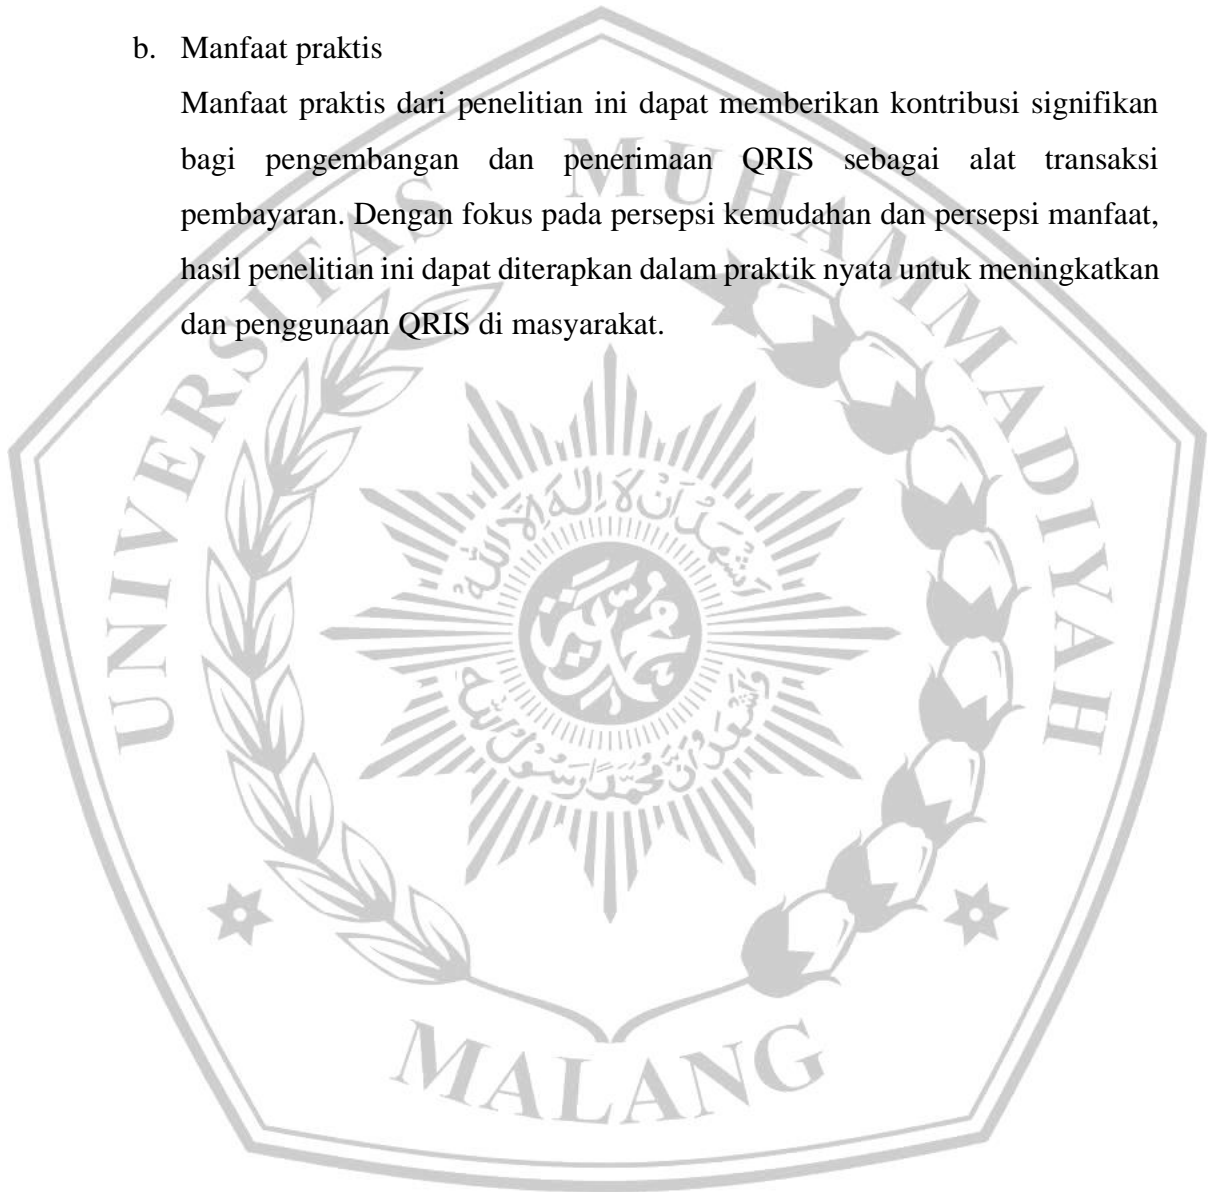 b. Manfaat praktis
Manfaat praktis dari penelitian ini dapat memberikan kontribusi signifikan
bagi pengembangan dan penerimaan QRIS sebagai alat transaksi
pembayaran. Dengan fokus pada persepsi kemudahan dan persepsi manfaat,
hasil penelitian ini dapat diterapkan dalam praktik nyata untuk meningkatkan
dan penggunaan QRIS di masyarakat.
UNIVERSITAS MUHAMMADIYAH
MALANG